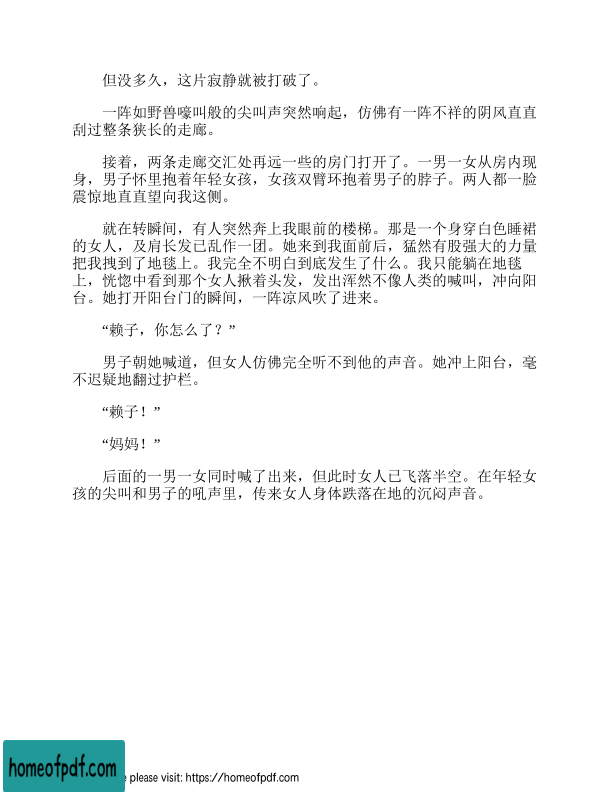 但没多久，这片寂静就被打破了。
一阵如野兽嚎叫般的尖叫声突然响起，仿佛有一阵不祥的阴风直直
刮过整条狭长的走廊。
接着，两条走廊交汇处再远一些的房门打开了。一男一女从房内现
身，男子怀里抱着年轻女孩，女孩双臂环抱着男子的脖子。两人都一脸
震惊地直直望向我这侧。
就在转瞬间，有人突然奔上我眼前的楼梯。那是一个身穿白色睡裙
的女人，及肩长发已乱作一团。她来到我面前后，猛然有股强大的力量
把我拽到了地毯上。我完全不明白到底发生了什么。我只能躺在地毯
上，恍惚中看到那个女人揪着头发，发出浑然不像人类的喊叫，冲向阳
台。她打开阳台门的瞬间，一阵凉风吹了进来。
“赖子，你怎么了？”
男子朝她喊道，但女人仿佛完全听不到他的声音。她冲上阳台，毫
不迟疑地翻过护栏。
“赖子！”
“妈妈！”
后面的一男一女同时喊了出来，但此时女人已飞落半空。在年轻女
孩的尖叫和男子的吼声里，传来女人身体跌落在地的沉闷声音。
homeofpdf.com
e please visit: https://homeofpdf.com